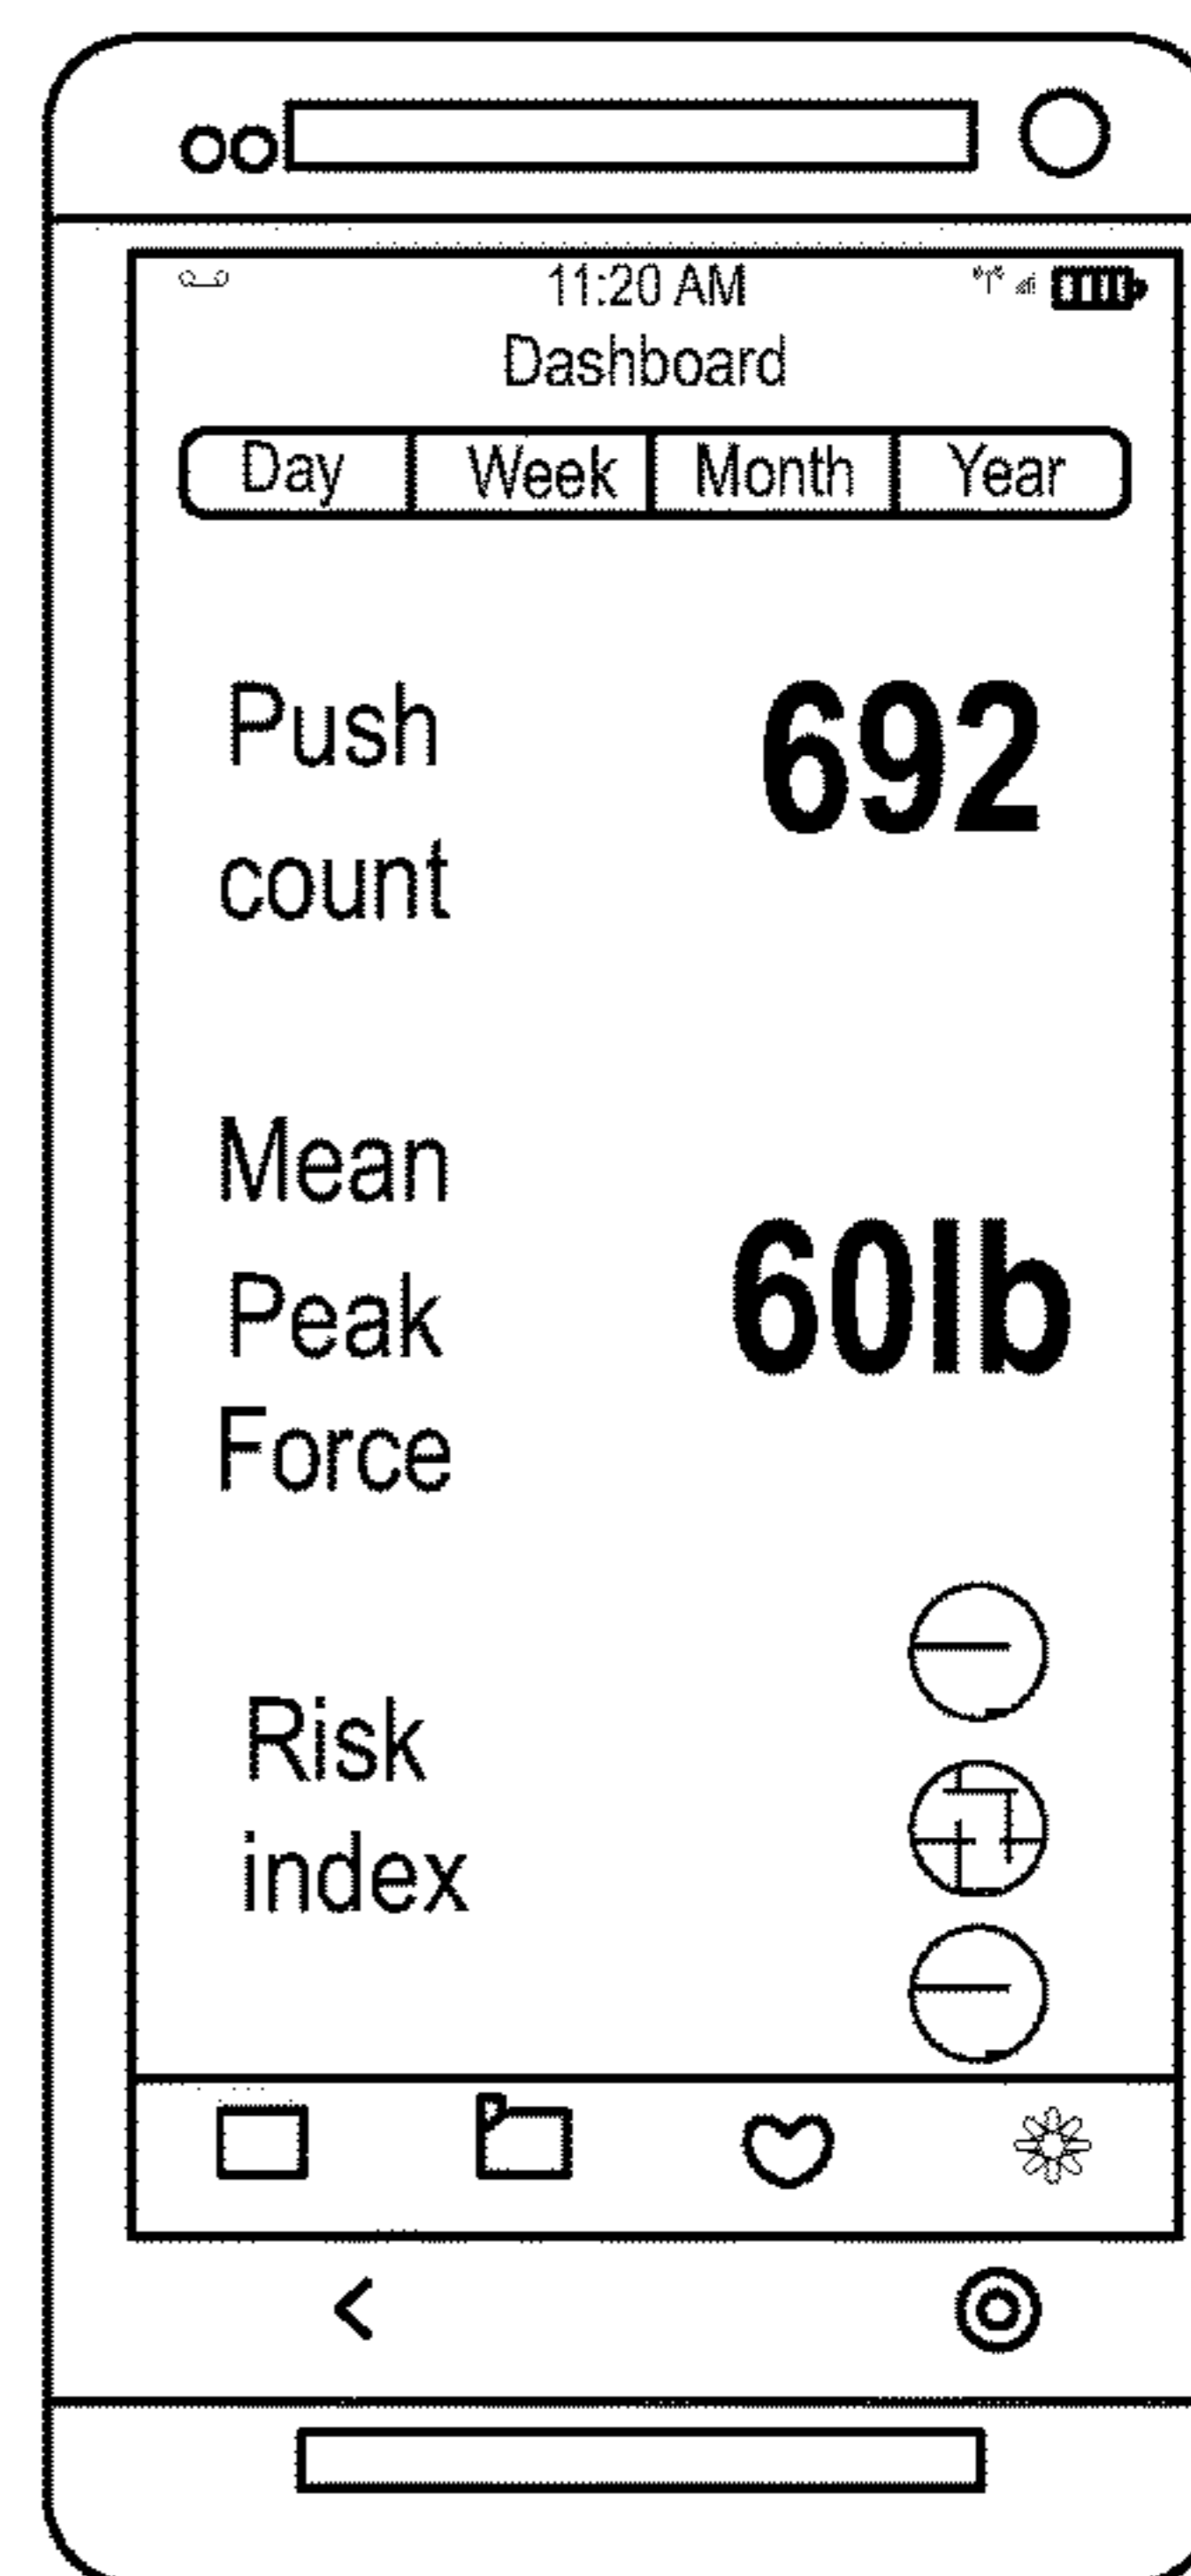 11:20 AM
Dashboard
Day Week Month Year
Push
count
692
Mean
Peak
Force
60lb
Risk
index